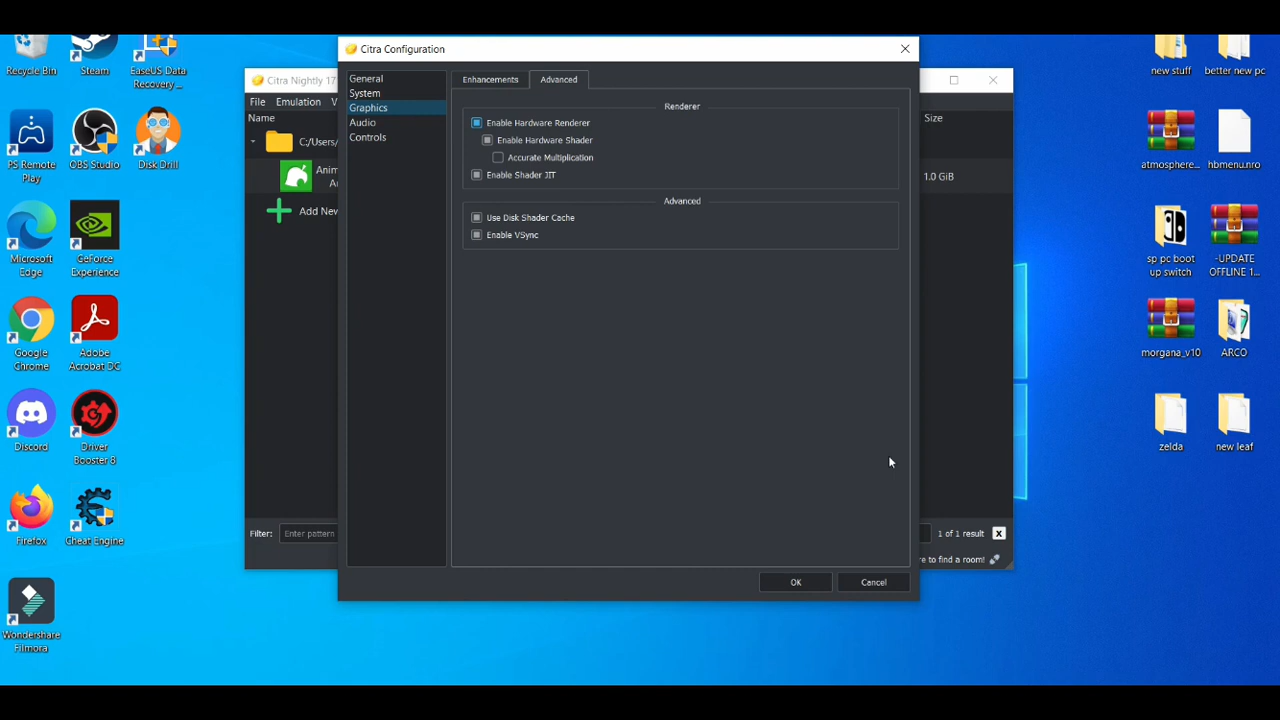 Recycle Bin
Steam
EaseUS Data
Recovery ...
PS Remote
Play
OBS Studio
Disk Drill
Microsoft
Edge
GeForce
Experience
Google
Chrome
Adobe
Acrobat DC
Discord
Driver
Booster 8
Firefox
Cheat Engine
Wondershare
Filmora
Citra Nightly 17
File Emulation V
Name
Size
C:/Users/
Anim
A
1.0 GiB
Add New
Filter: Enter pattern
1 of 1 result X
re to find a room!
Citra Configuration
General
System
Graphics
Audio
Controls
Enhancements Advanced
Renderer
Enable Hardware Renderer
Enable Hardware Shader
Accurate Multiplication
Enable Shader JIT
Advanced
Use Disk Shader Cache
Enable VSync
OK Cancel
new stuff
better new pc
atmosphere...
hbmenu.nro
sp pc boot
up switch
-UPDATE
OFFLINE 1...
morgana_v10
ARCO
zelda
new leaf